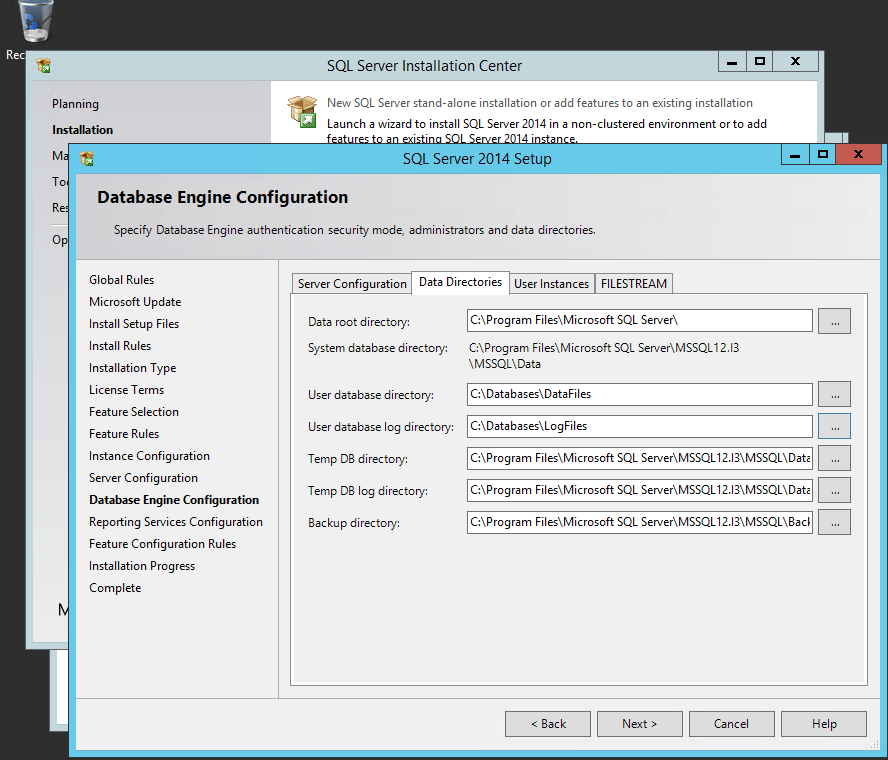 Rec
SQL Server Installation Center
Planning
Installation
Ma
Too
Res
Op
New SQL Server stand-alone installation or add features to an existing installation
Launch a wizard to install SQL Server 2014 in a non-clustered environment or to add
features to an existing SQL Server 2014 instance.
SQL Server 2014 Setup
Database Engine Configuration
Specify Database Engine authentication security mode, administrators and data directories.
Global Rules
Microsoft Update
Install Setup Files
Install Rules
Installation Type
License Terms
Feature Selection
Feature Rules
Instance Configuration
Server Configuration
Database Engine Configuration
Reporting Services Configuration
Feature Configuration Rules
Installation Progress
Complete
Server Configuration Data Directories User Instances FILESTREAM
Data root directory: C:\Program Files\Microsoft SQL Server\ ...
System database directory: C:\Program Files\Microsoft SQL Server\MSSQL12.I3
\MSSQL\Data
User database directory: C:\Databases\DataFiles ...
User database log directory: C:\Databases\LogFiles ...
Temp DB directory: C:\Program Files\Microsoft SQL Server\MSSQL12.I3\MSSQL\Data ...
Temp DB log directory: C:\Program Files\Microsoft SQL Server\MSSQL12.I3\MSSQL\Data ...
Backup directory: C:\Program Files\Microsoft SQL Server\MSSQL12.I3\MSSQL\Back ...
M
< Back Next > Cancel Help